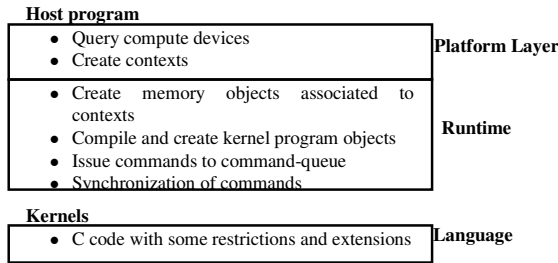 Host program
• Query compute devices
• Create contexts
Platform Layer
• Create memory objects associated to
contexts
• Compile and create kernel program objects
• Issue commands to command-queue
• Synchronization of commands
Runtime
Kernels
• C code with some restrictions and extensions
Language